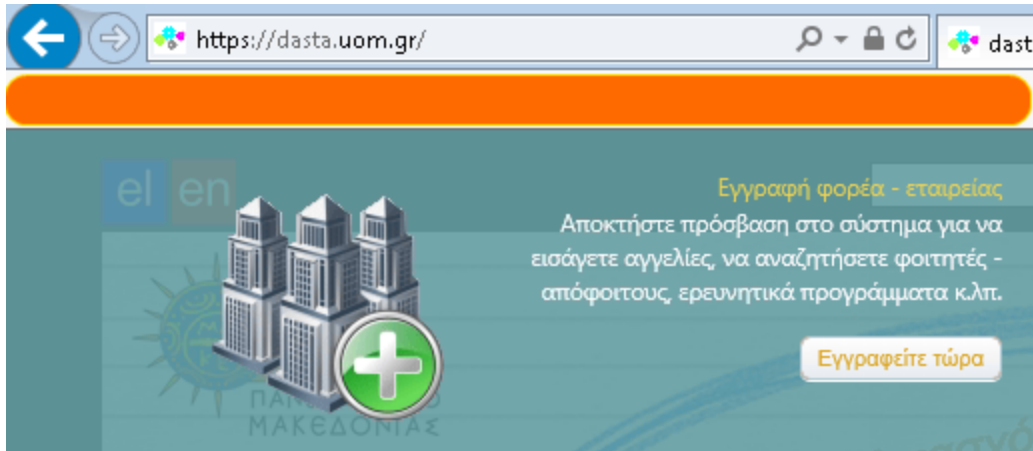 https://dasta.uom.gr/
dast
el en
Εγγραφή φορέα - εταιρείας
Αποκτήστε πρόσβαση στο σύστημα για να
εισάγετε αγγελίες, να αναζητήσετε φοιτητές -
απόφοιτους, ερευνητικά προγράμματα κ.λπ.
Εγγραφείτε τώρα
ΜΑΚΕΔΟΝΙΑΣ